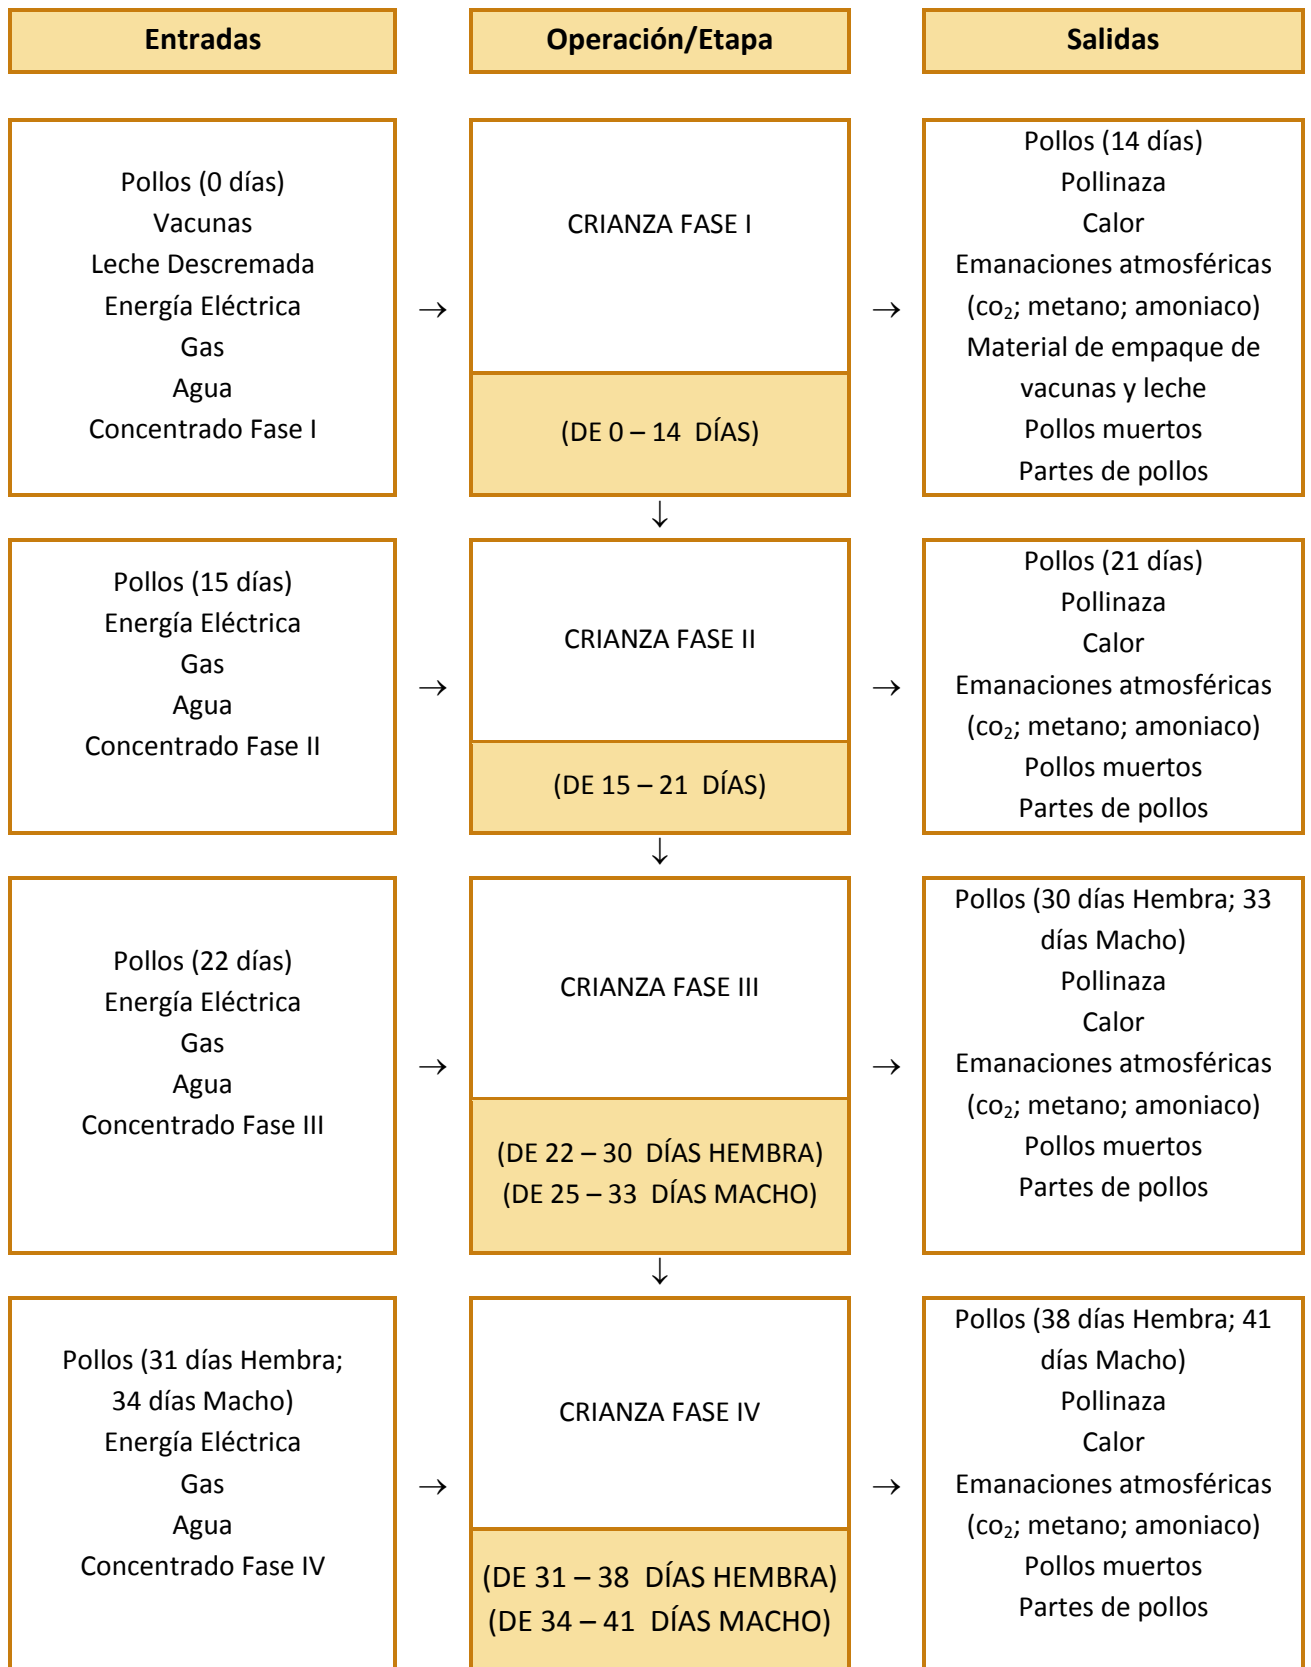 Entradas
Operación/Etapa
Salidas
Pollos (0 días)
Vacunas
Leche Descremada
Energía Eléctrica
Gas
Agua
Concentrado Fase I
→
CRIANZA FASE I
(DE 0 – 14 DÍAS)
→
Pollos (14 días)
Pollinaza
Calor
Emanaciones atmosféricas
(co₂; metano; amoniaco)
Material de empaque de
vacunas y leche
Pollos muertos
Partes de pollos
↓
Pollos (15 días)
Energía Eléctrica
Gas
Agua
Concentrado Fase II
→
CRIANZA FASE II
(DE 15 – 21 DÍAS)
→
Pollos (21 días)
Pollinaza
Calor
Emanaciones atmosféricas
(co₂; metano; amoniaco)
Pollos muertos
Partes de pollos
↓
Pollos (22 días)
Energía Eléctrica
Gas
Agua
Concentrado Fase III
→
CRIANZA FASE III
(DE 22 – 30 DÍAS HEMBRA)
(DE 25 – 33 DÍAS MACHO)
→
Pollos (30 días Hembra; 33
días Macho)
Pollinaza
Calor
Emanaciones atmosféricas
(co₂; metano; amoniaco)
Pollos muertos
Partes de pollos
↓
Pollos (31 días Hembra;
34 días Macho)
Energía Eléctrica
Gas
Agua
Concentrado Fase IV
→
CRIANZA FASE IV
(DE 31 – 38 DÍAS HEMBRA)
(DE 34 – 41 DÍAS MACHO)
→
Pollos (38 días Hembra; 41
días Macho)
Pollinaza
Calor
Emanaciones atmosféricas
(co₂; metano; amoniaco)
Pollos muertos
Partes de pollos